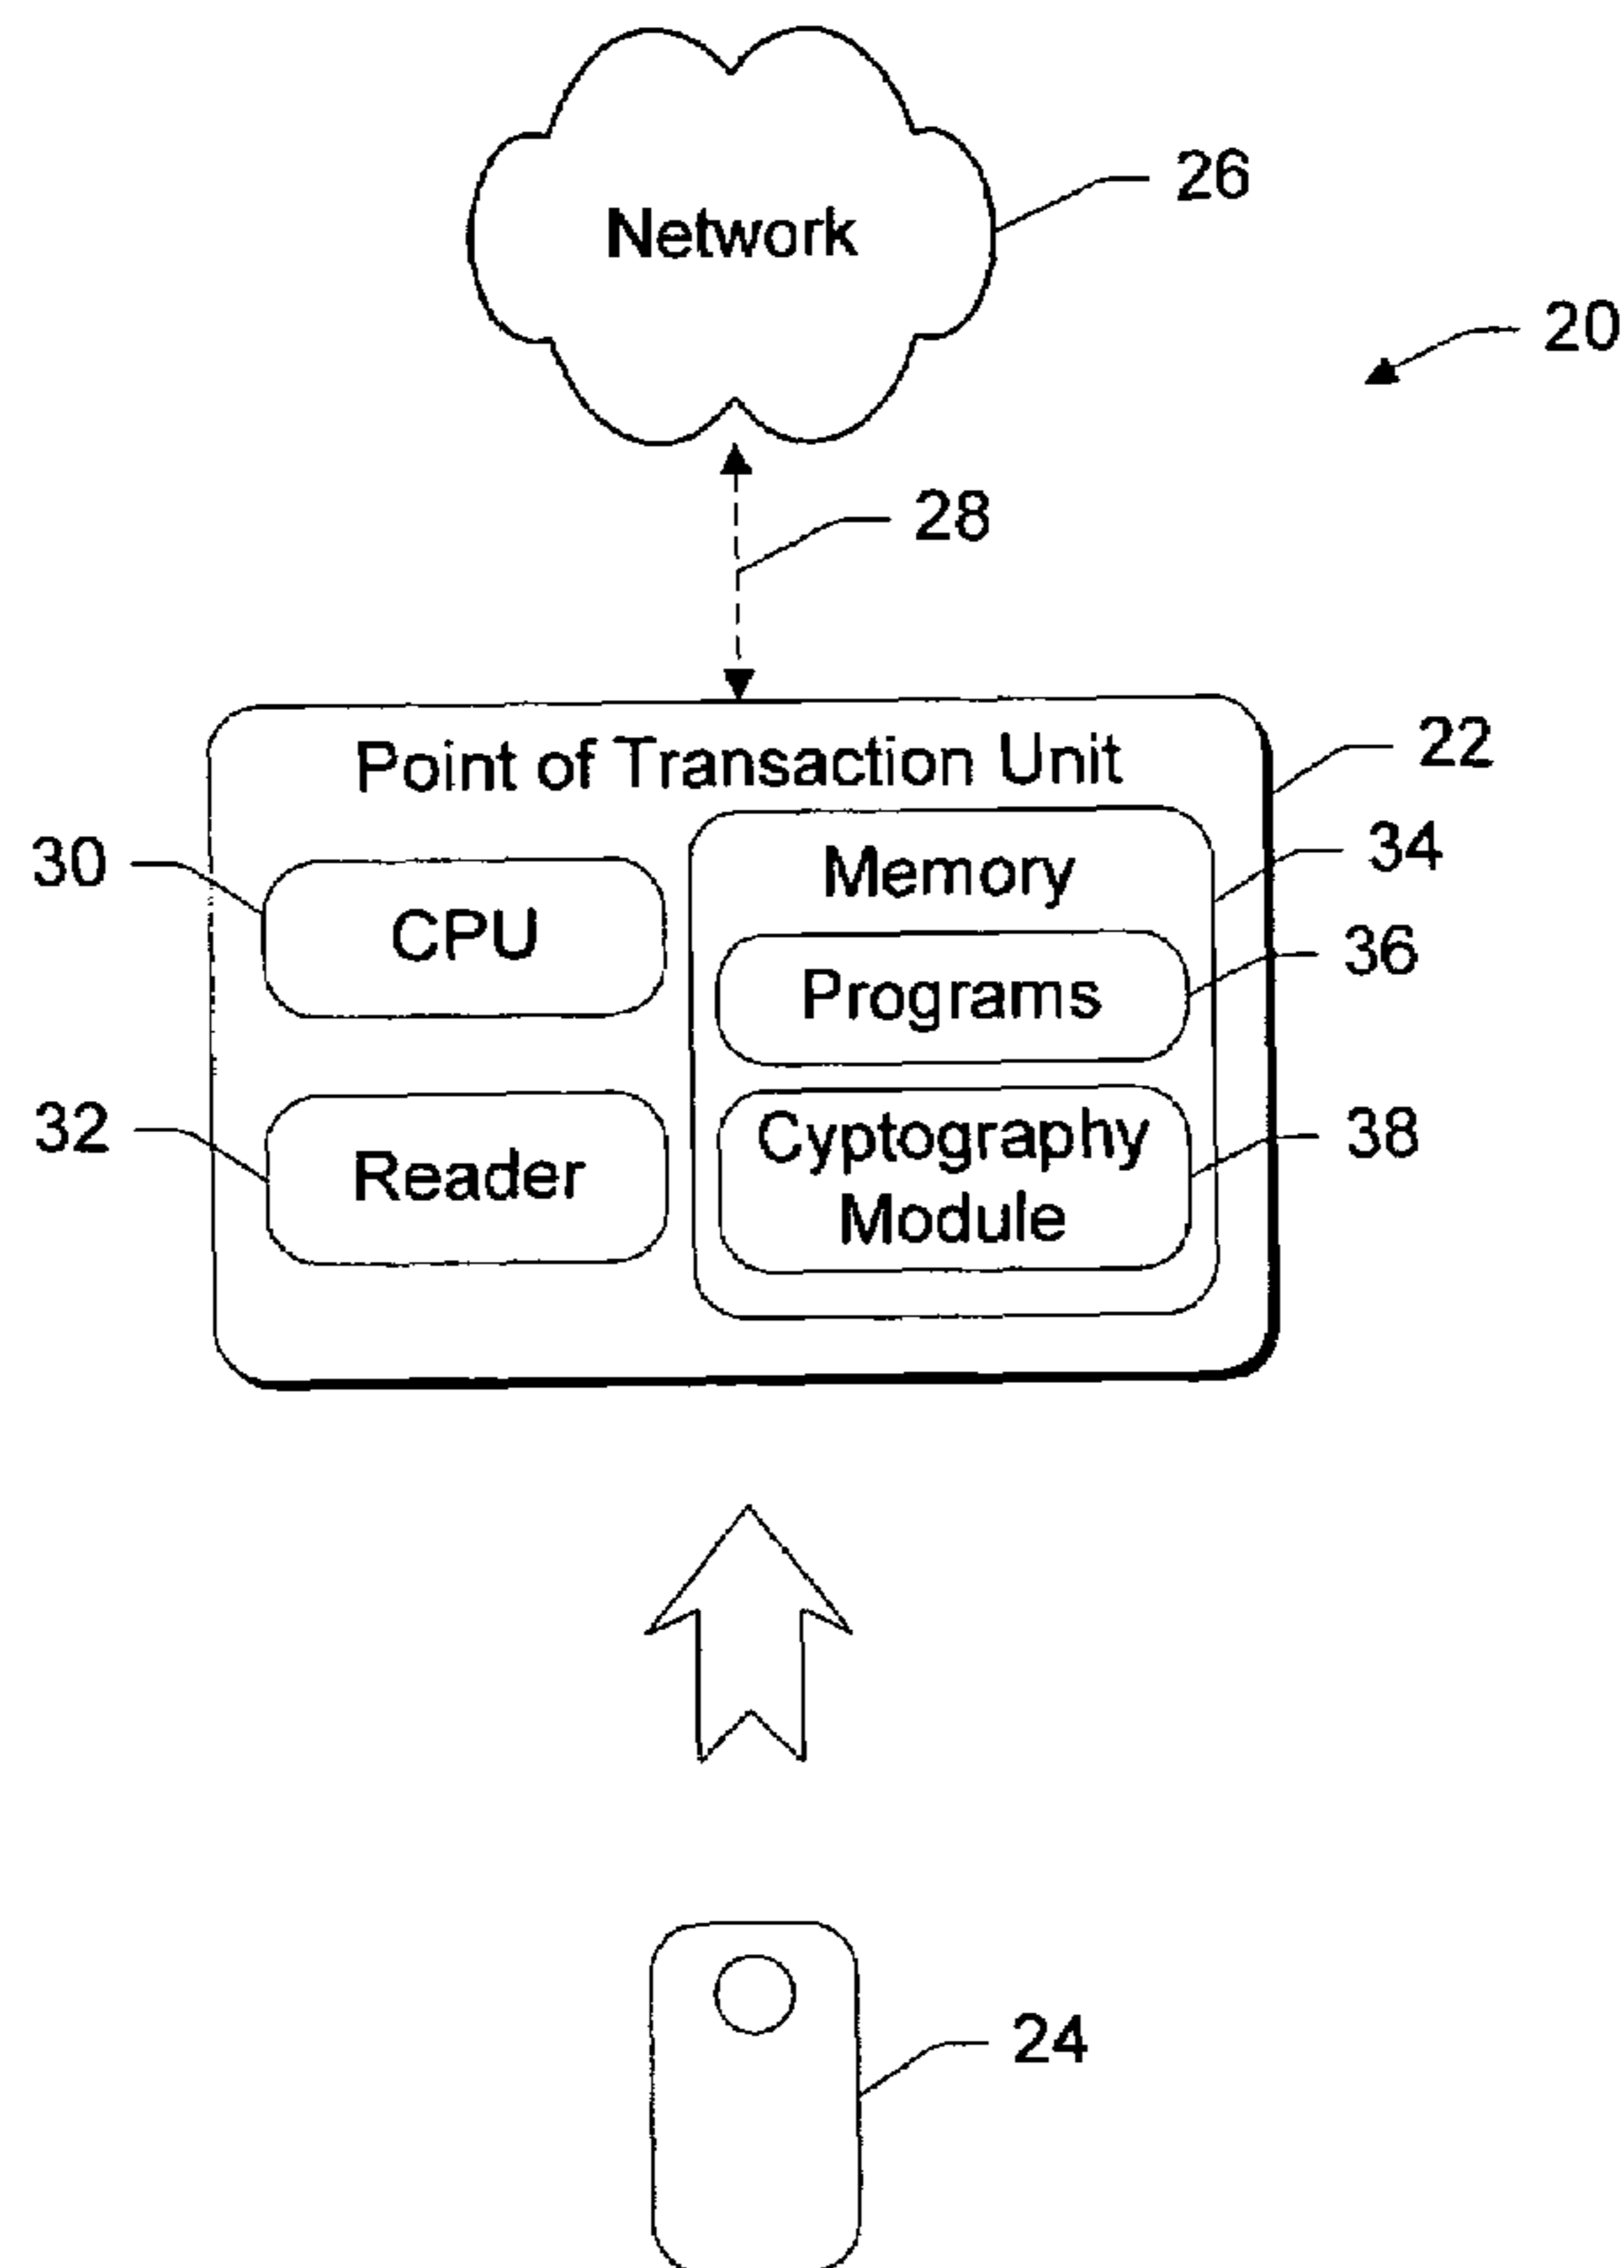 Network
26
20
28
Point of Transaction Unit
22
30
CPU
Memory
34
Programs
36
32
Reader
Cyptography
Module
38
24